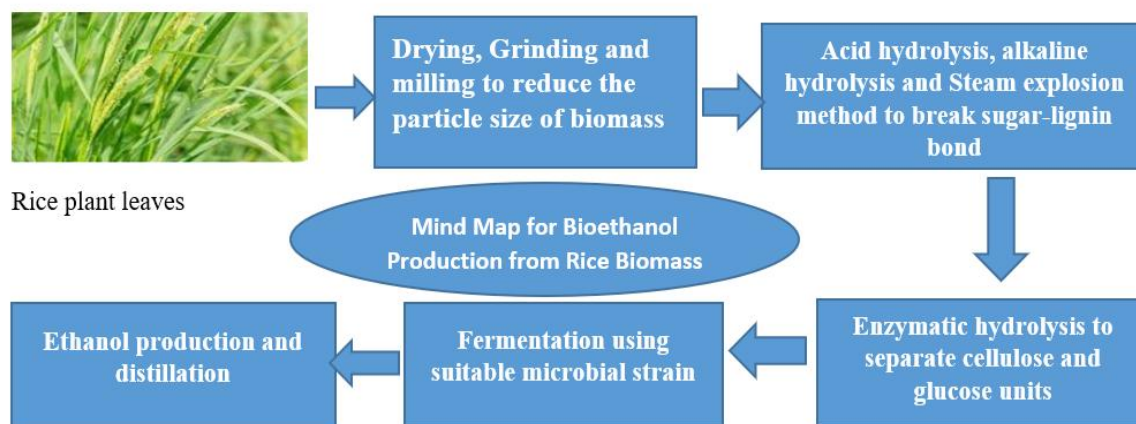 Drying, Grinding and
milling to reduce the
particle size of biomass
Acid hydrolysis, alkaline
hydrolysis and Steam explosion
method to break sugar-lignin
bond
Rice plant leaves
Mind Map for Bioethanol
Production from Rice Biomass
Enzymatic hydrolysis to
separate cellulose and
glucose units
Fermentation using
suitable microbial strain
Ethanol production and
distillation